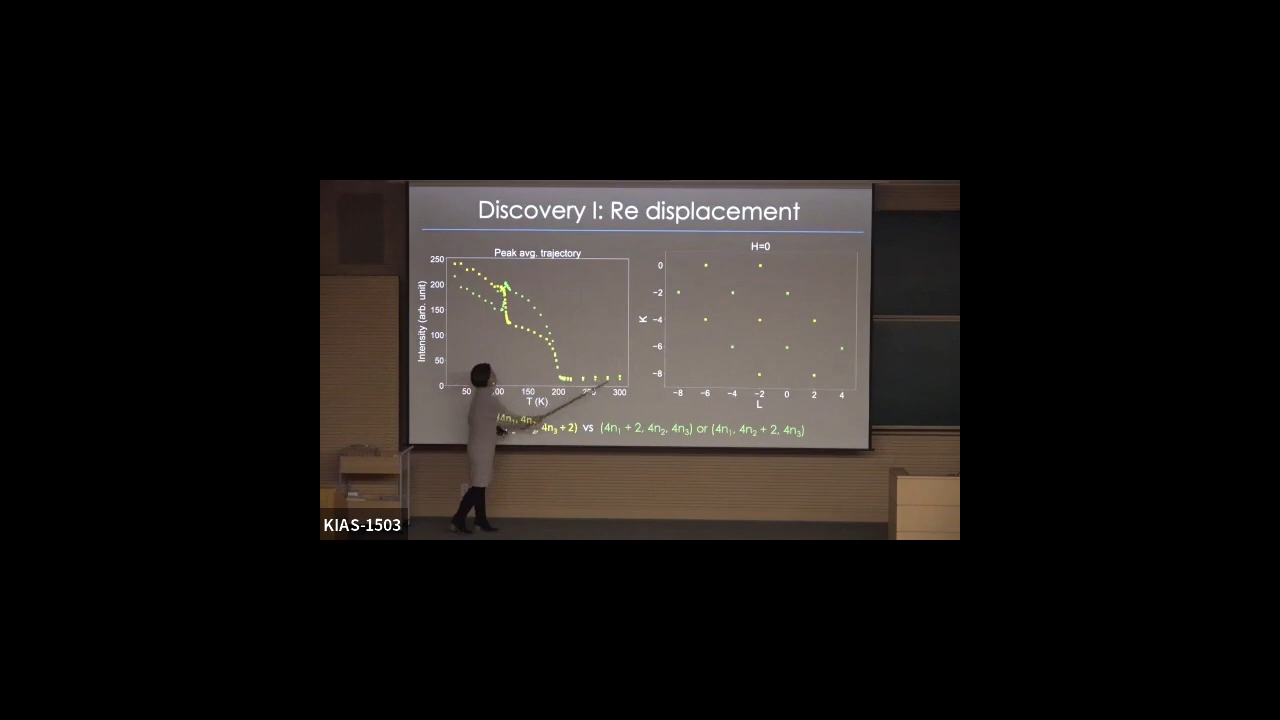 Discovery I: Re displacement
Peak avg. trajectory
Intensity (arb. unit)
250
200
150
100
50
0
50
150
200
300
T (K)
H=0
K
0
−2
−4
−6
−8
−8
−6
−4
−2
0
2
4
L
4n₃ + 2) vs (4n₁ + 2, 4n₂, 4n₃) or (4n₁, 4n₂ + 2, 4n₃)
KIAS-1503